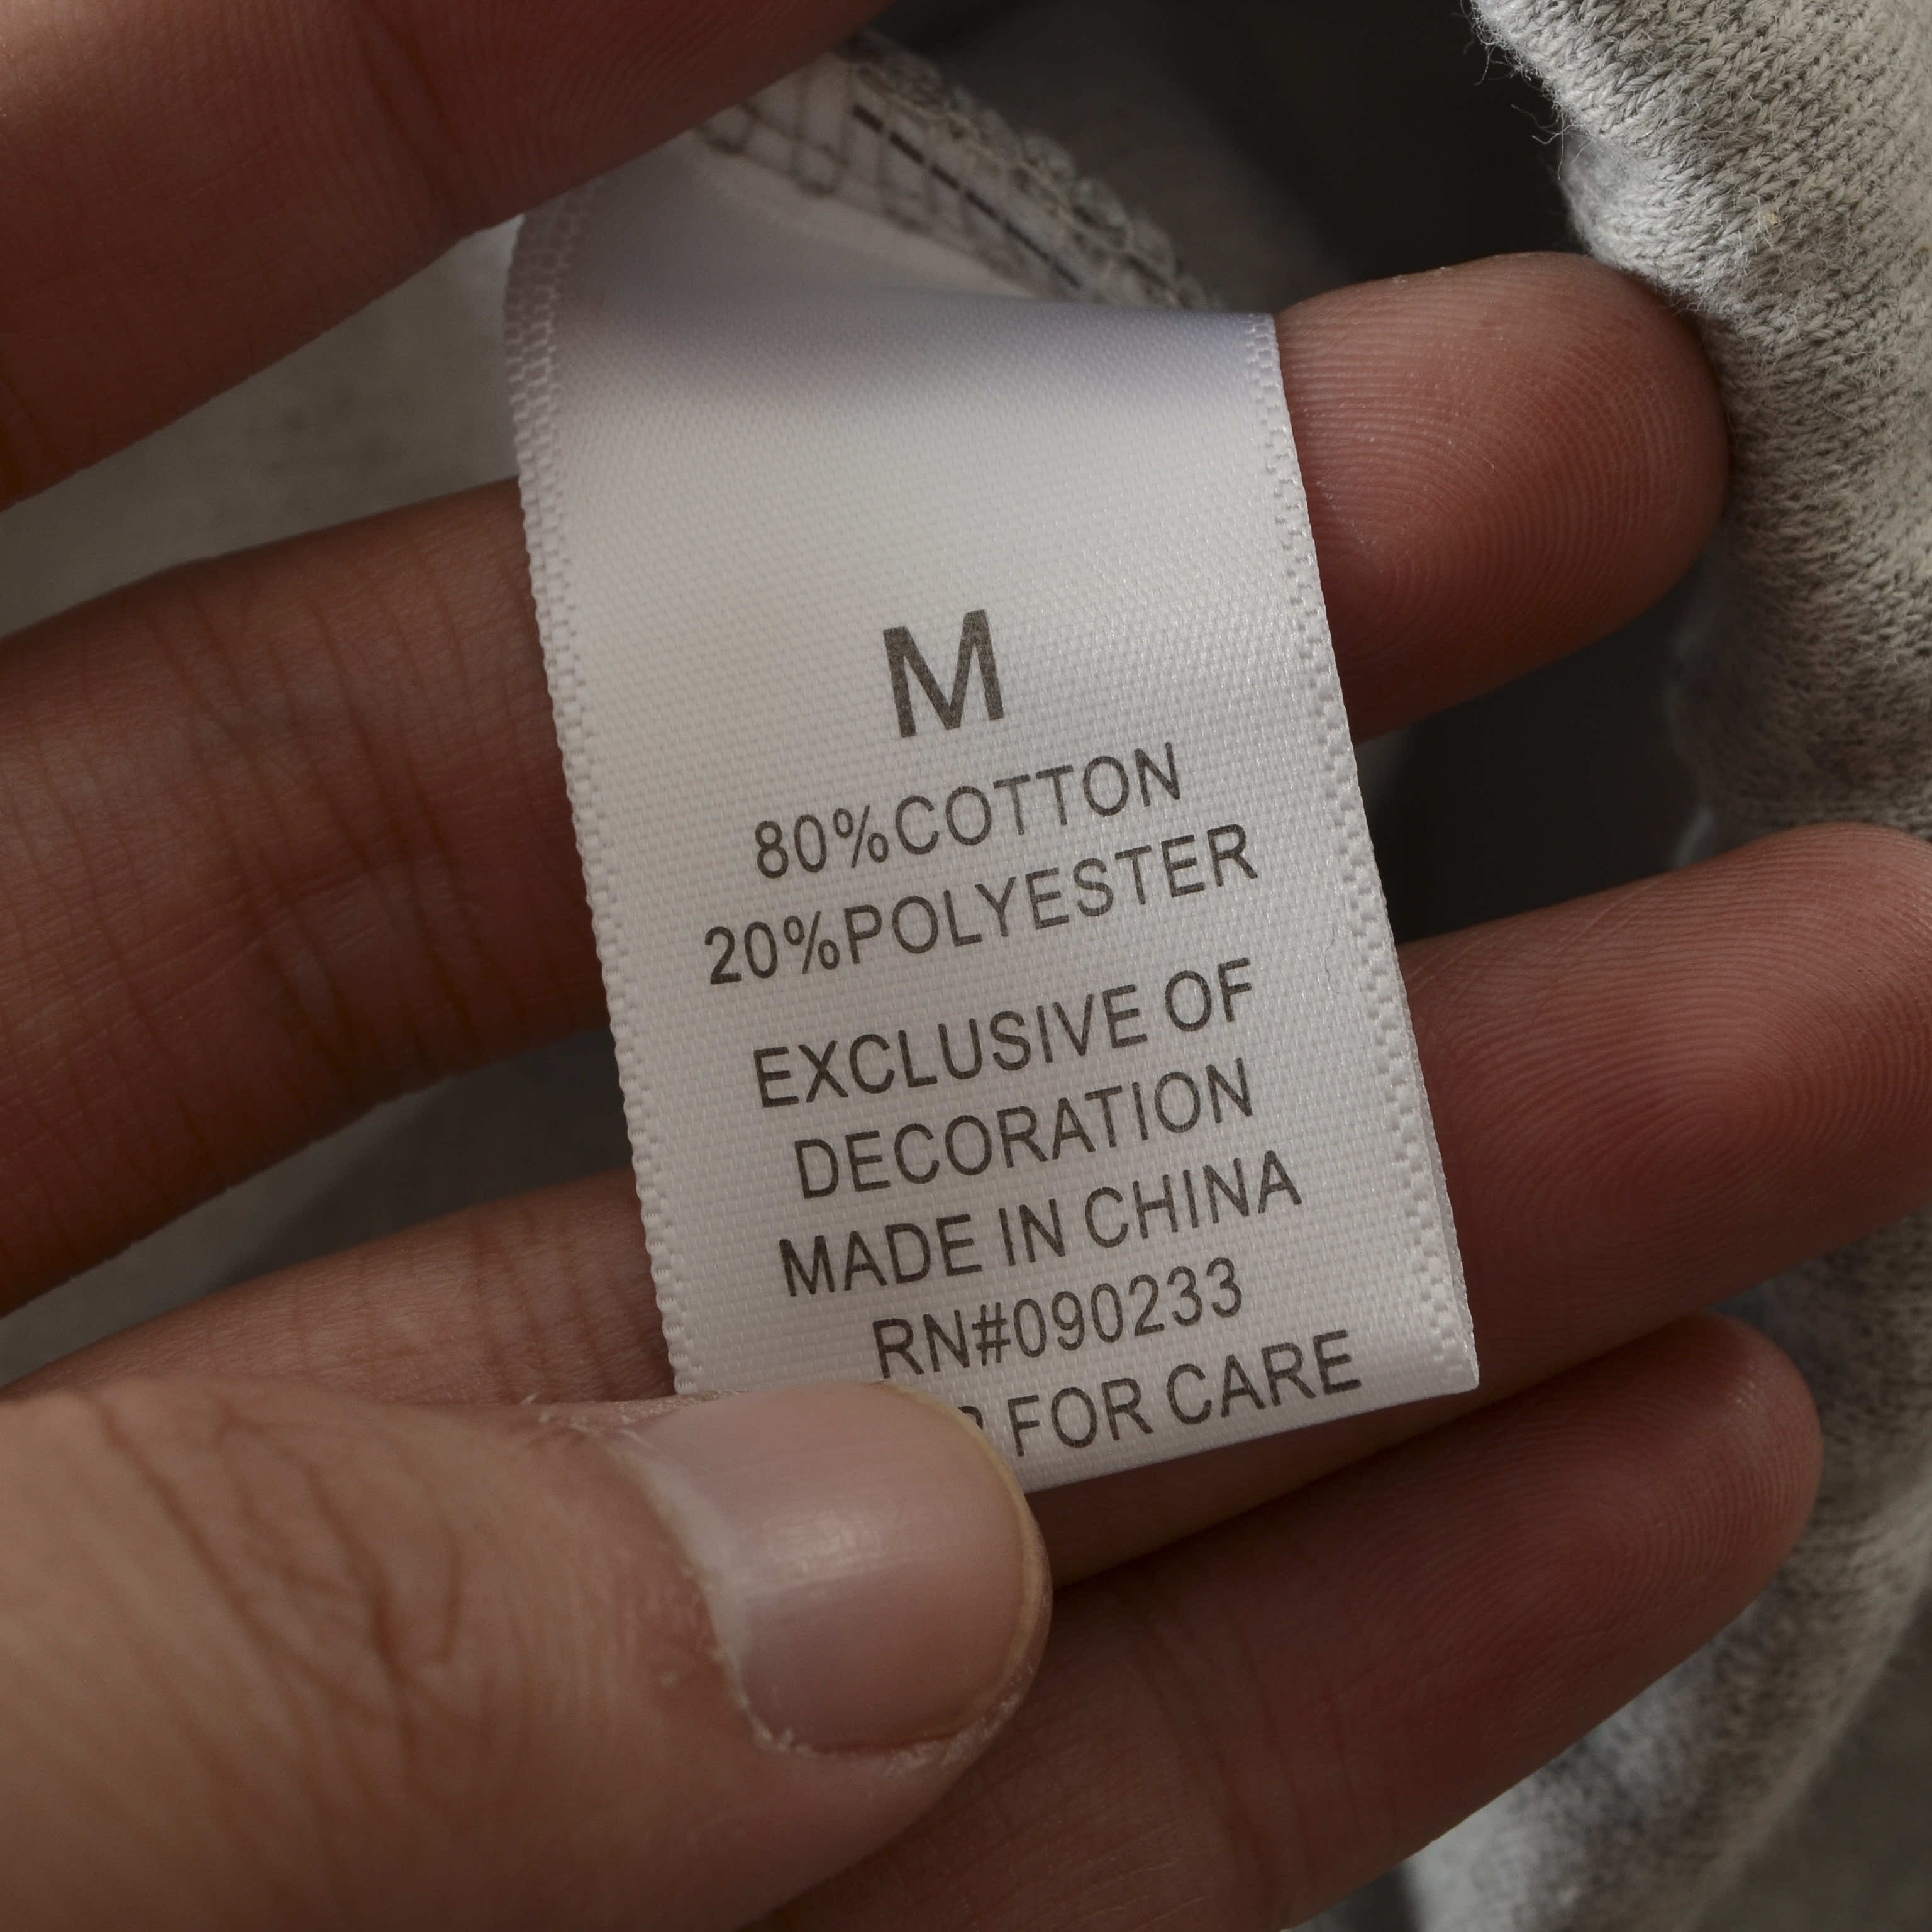 M
80%COTTON
20%POLYESTER
EXCLUSIVE OF
DECORATION
MADE IN CHINA
RN#090233
FOR CARE